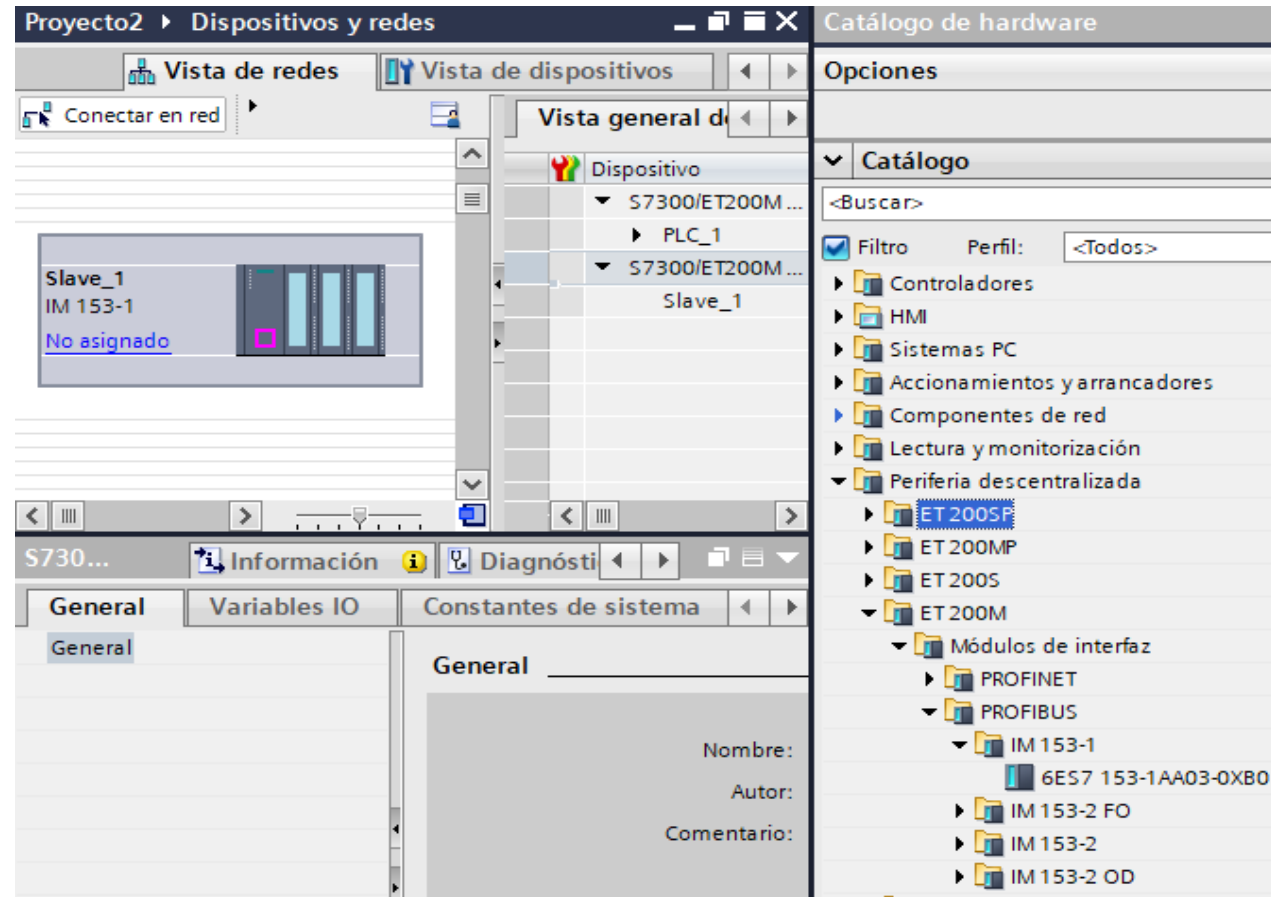 Proyecto2 ▸ Dispositivos y redes
Vista de redes
Vista de dispositivos
Conectar en red
Vista general d
Dispositivo
S7300/ET200M ...
PLC_1
S7300/ET200M ...
Slave_1
Slave_1
IM 153-1
No asignado
S730...
Información
Diagnósti
General
Variables IO
Constantes de sistema
General
General
Nombre:
Autor:
Comentario:
Catálogo de hardware
Opciones
Catálogo
<Buscar>
Filtro Perfil: <Todos>
Controladores
HMI
Sistemas PC
Accionamientos y arrancadores
Componentes de red
Lectura y monitorización
Periferia descentralizada
ET 200SP
ET 200MP
ET 200S
ET 200M
Módulos de interfaz
PROFINET
PROFIBUS
IM 153-1
6ES7 153-1AA03-0XB0
IM 153-2 FO
IM 153-2
IM 153-2 OD